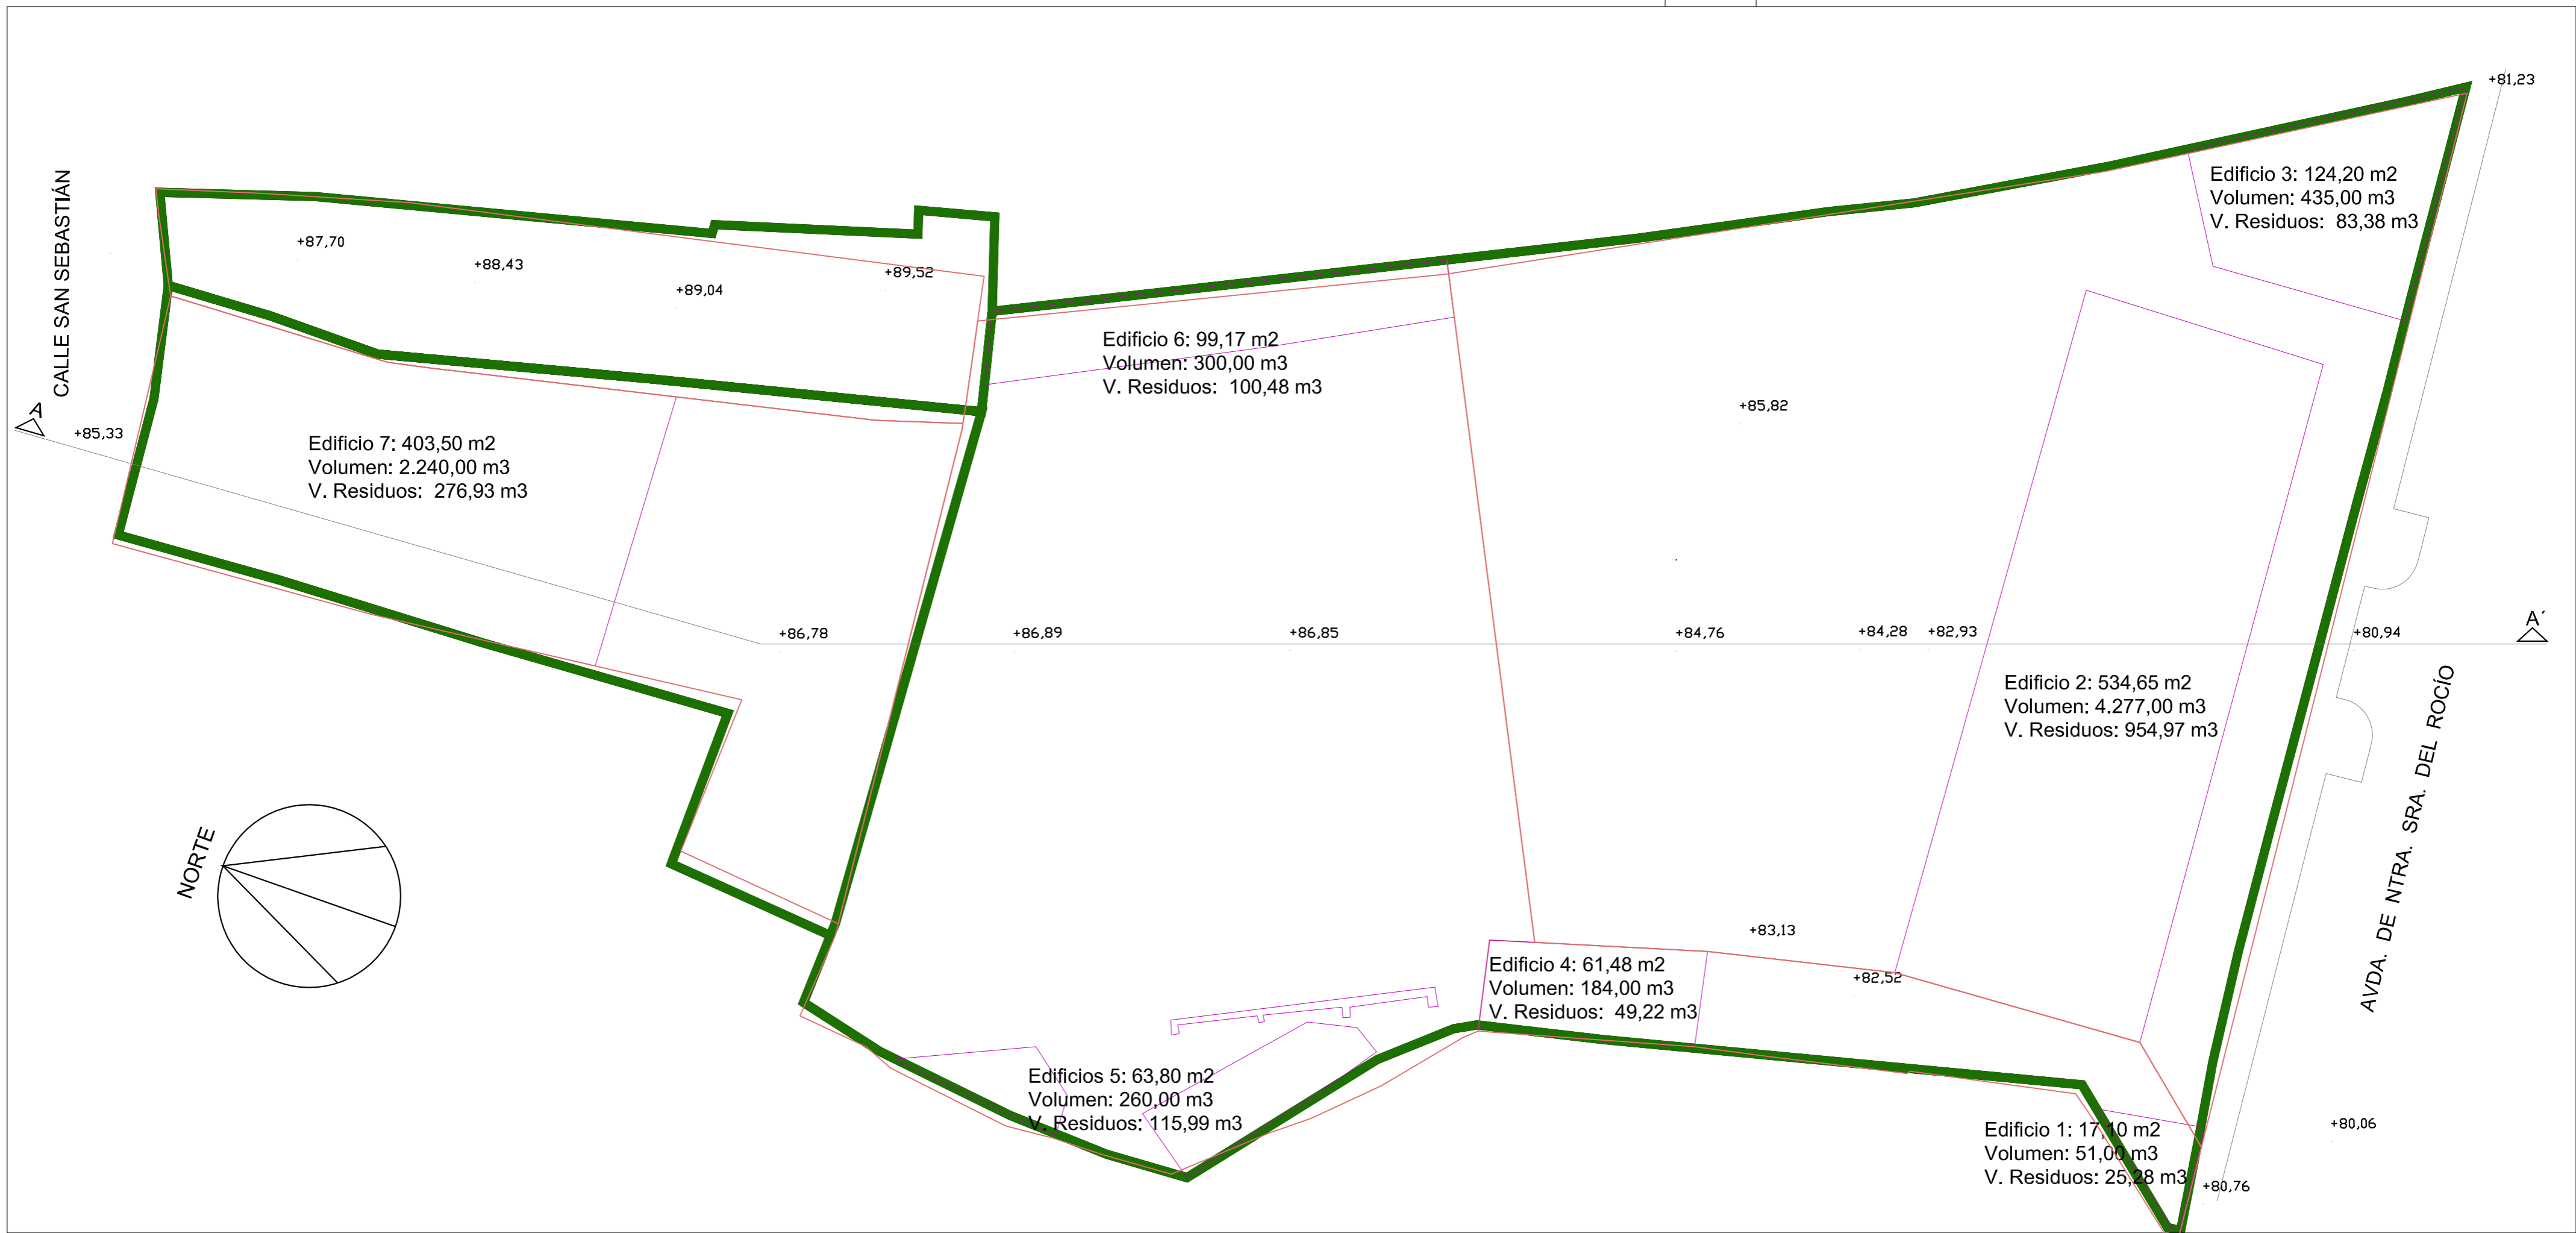 +81,23
Edificio 3: 124,20 m2
Volumen: 435,00 m3
V. Residuos: 83,38 m3
CALLE SAN SEBASTIÁN
+87,70
+88,43
+89,04
+89,52
Edificio 6: 99,17 m2
Volumen: 300,00 m3
V. Residuos: 100,48 m3
+85,82
A
+85,33
Edificio 7: 403,50 m2
Volumen: 2.240,00 m3
V. Residuos: 276,93 m3
+86,78
+86,89
+86,85
+84,76
+84,28
+82,93
+80,94
A´
Edificio 2: 534,65 m2
Volumen: 4.277,00 m3
V. Residuos: 954,97 m3
AVDA. DE NTRA. SRA. DEL ROCÍO
NORTE
+83,13
Edificio 4: 61,48 m2
Volumen: 184,00 m3
V. Residuos: 49,22 m3
+82,52
Edificios 5: 63,80 m2
Volumen: 260,00 m3
V. Residuos: 115,99 m3
Edificio 1: 17,10 m2
Volumen: 51,00 m3
V. Residuos: 25,28 m3
+80,06
+80,76